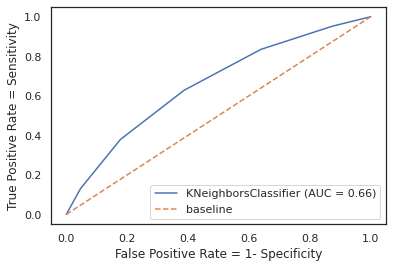 1.0
0.8
0.6
0.4
0.2
0.0
True Positive Rate = Sensitivity
KNeighborsClassifier (AUC = 0.66)
baseline
0.0 0.2 0.4 0.6 0.8 1.0
False Positive Rate = 1- Specificity